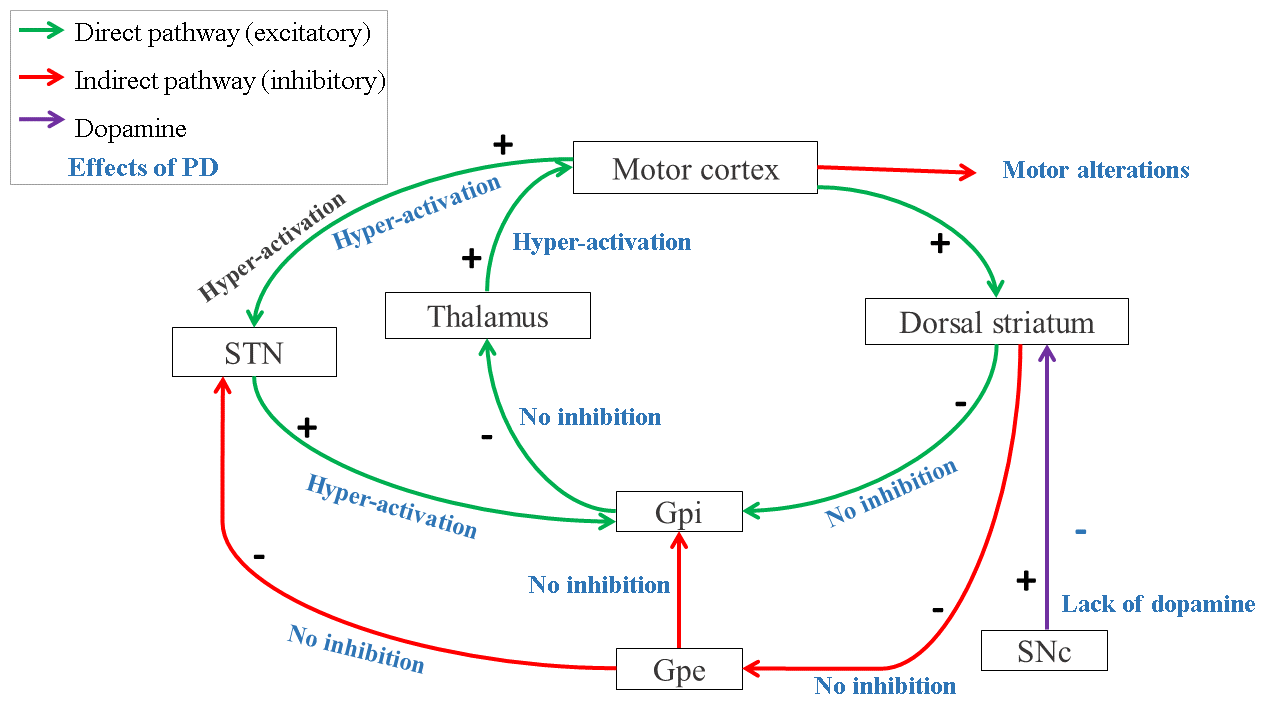 Direct pathway (excitatory)
Indirect pathway (inhibitory)
Dopamine
Effects of PD
+
Motor cortex
Motor alterations
Hyper-activation
Hyper-activation
Hyper-activation
+
+
Thalamus
Dorsal striatum
STN
+
-
No inhibition
-
Hyper-activation
No inhibition
Gpi
-
No inhibition
-
+
-
Lack of dopamine
No inhibition
Gpe
SNc
No inhibition